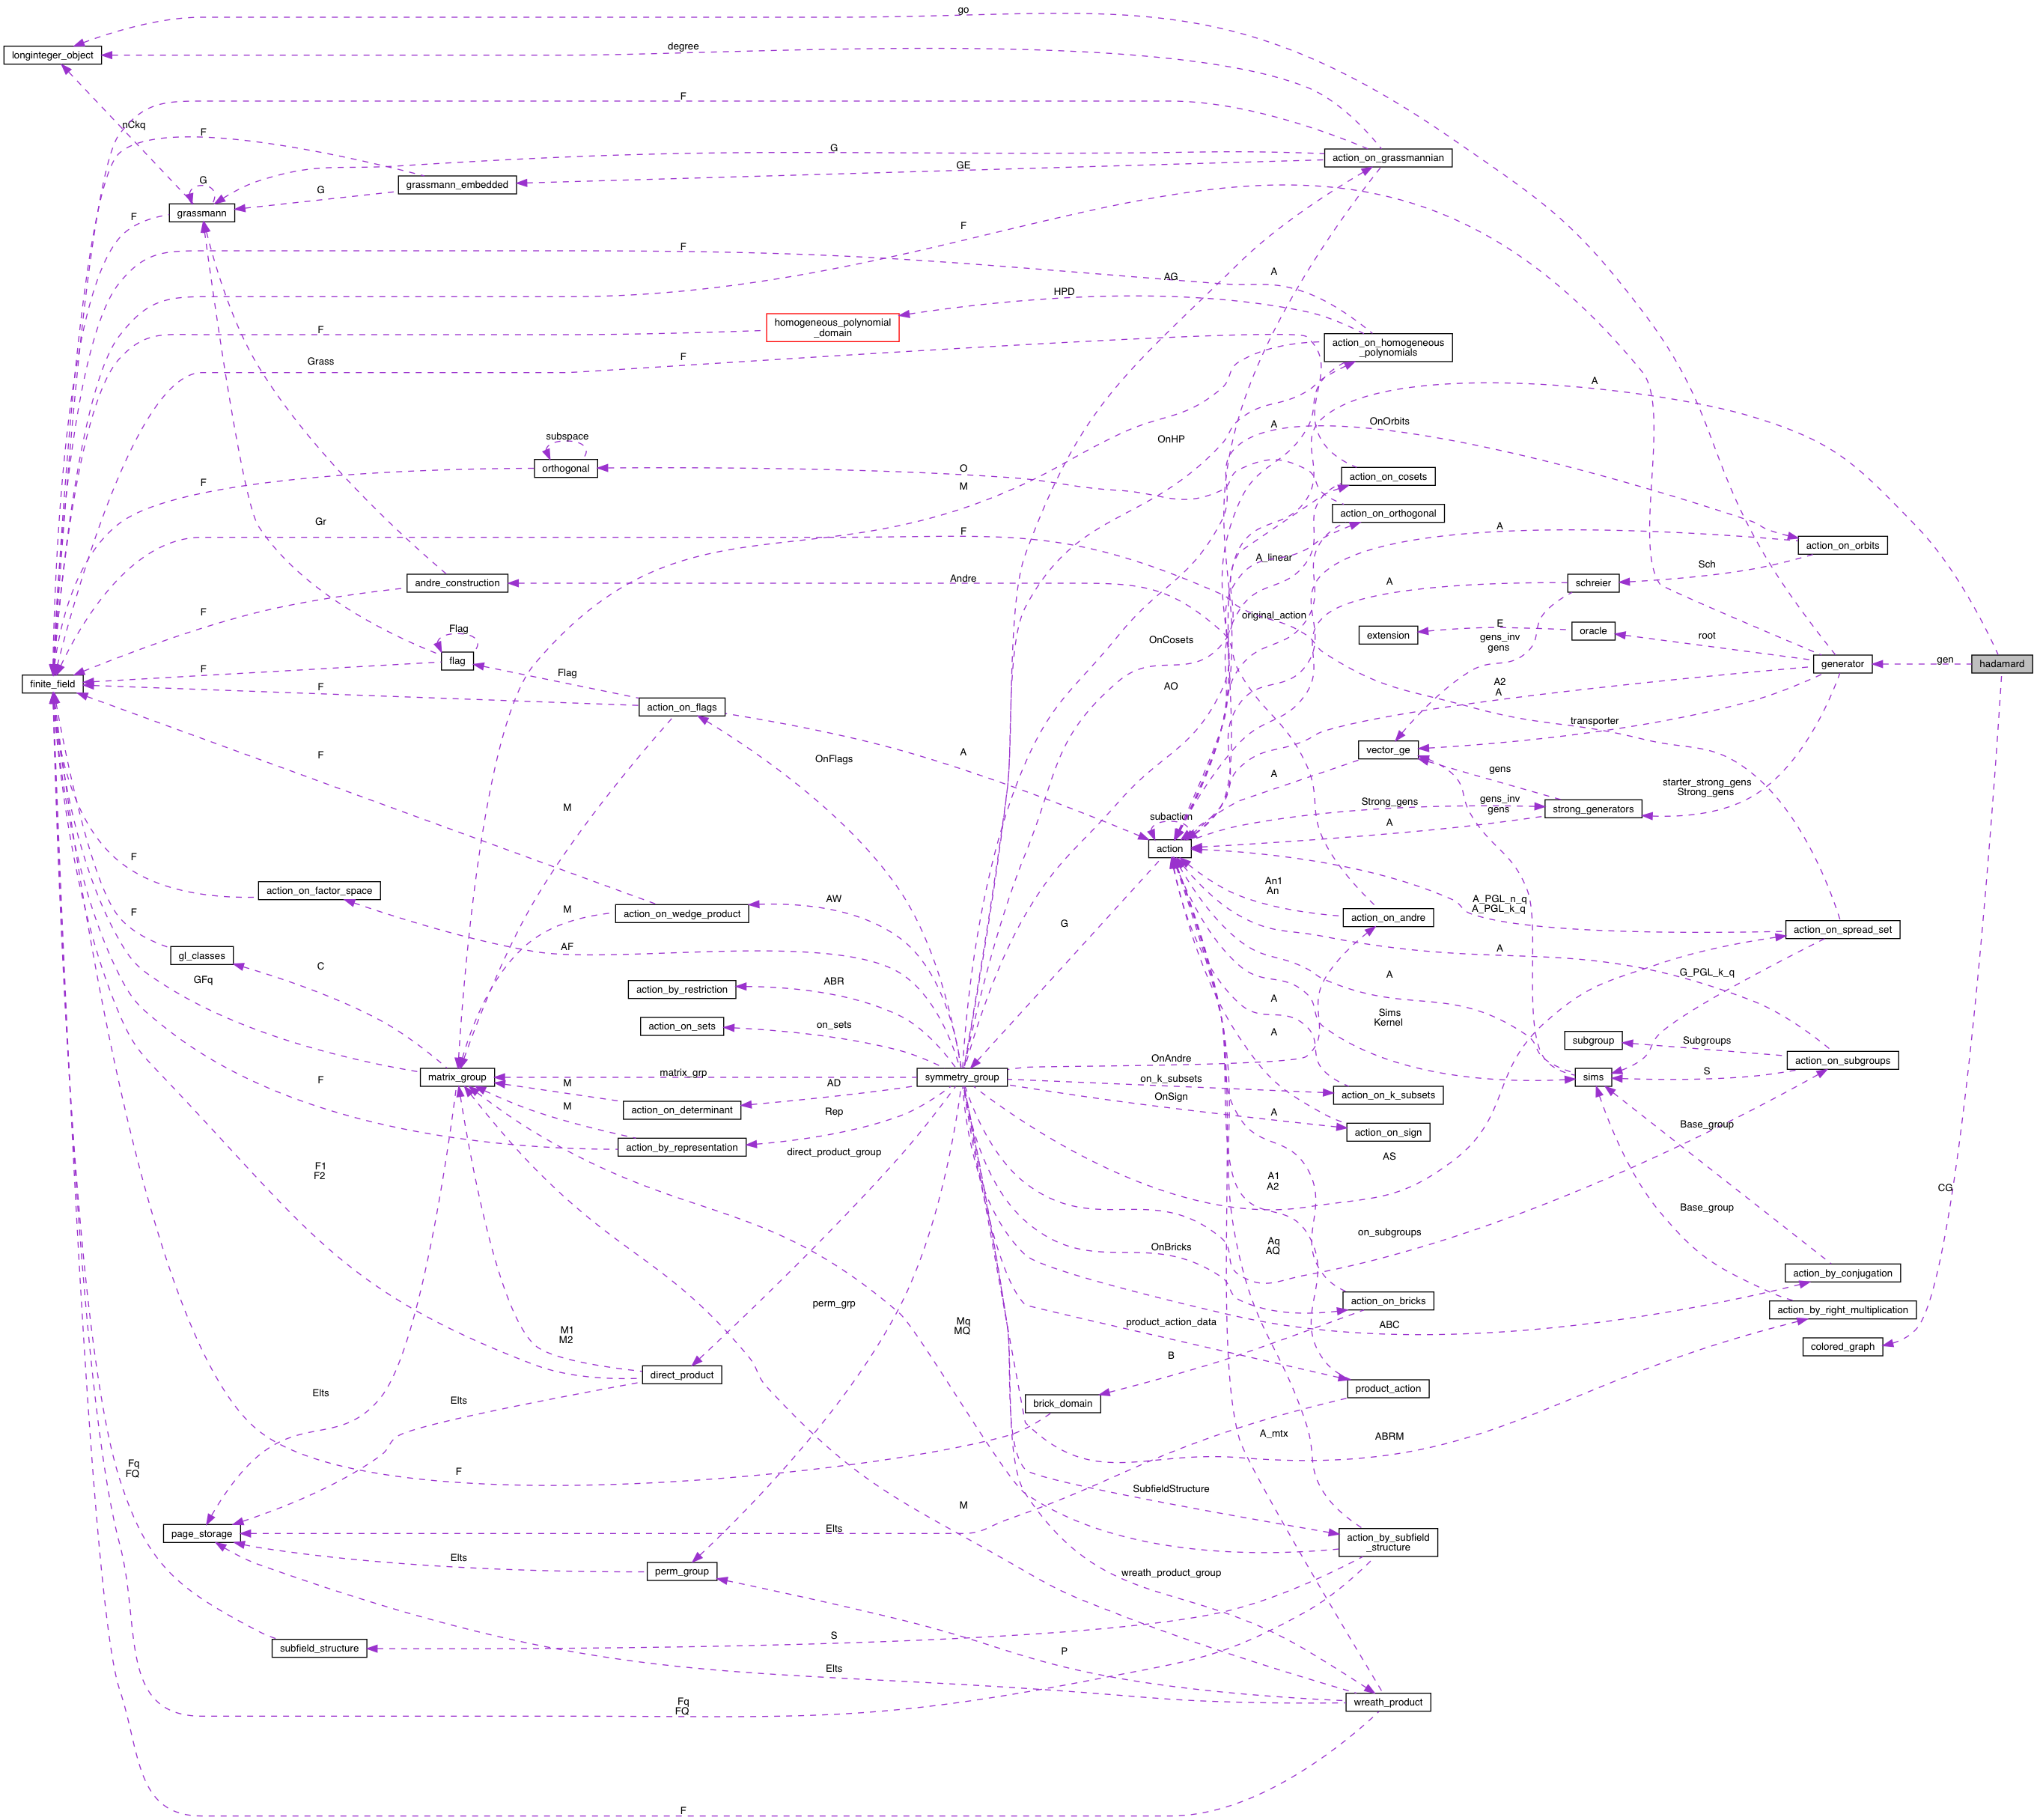 go
longinteger_object
degree
F
nCkq
F
G
action_on_grassmannian
GE
G
grassmann_embedded
G
grassmann
F
F
F
AG
A
HPD
homogeneous_polynomial
_domain
F
action_on_homogeneous
_polynomials
Grass
F
A
OnOrbits
A
subspace
OnHP
orthogonal
O
F
M
action_on_cosets
action_on_orthogonal
Gr
F
A
action_on_orbits
A_linear
Sch
andre_construction
Andre
A
schreier
F
original_action
E
Flag
extension
oracle
root
OnCosets
gens_inv
gens
flag
F
Flag
generator
gen
hadamard
finite_field
F
AO
A2
A
action_on_flags
transporter
F
OnFlags
A
vector_ge
A
gens
starter_strong_gens
Strong_gens
M
Strong_gens
gens_inv
gens
strong_generators
subaction
A
action
F
action_on_factor_space
An1
An
AW
A_PGL_n_q
A_PGL_k_q
M
action_on_wedge_product
action_on_andre
F
G
action_on_spread_set
AF
A
gl_classes
C
G_PGL_k_q
GFq
ABR
A
action_by_restriction
A
on_sets
Sims
Kernel
action_on_sets
A
subgroup
Subgroups
OnAndre
action_on_subgroups
matrix_grp
S
matrix_group
symmetry_group
on_k_subsets
sims
F
M
AD
OnSign
action_on_k_subsets
M
action_on_determinant
Rep
A
action_on_sign
Base_group
action_by_representation
direct_product_group
AS
F1
F2
A1
A2
CG
Base_group
on_subgroups
Aq
AQ
OnBricks
action_by_conjugation
perm_grp
action_on_bricks
action_by_right_multiplication
M1
M2
Mq
MQ
product_action_data
ABC
colored_graph
B
direct_product
product_action
Elts
Elts
brick_domain
A_mtx
ABRM
Fq
FQ
F
SubfieldStructure
M
page_storage
Elts
action_by_subfield
_structure
Elts
perm_group
wreath_product_group
subfield_structure
S
P
Elts
Fq
FQ
wreath_product
F